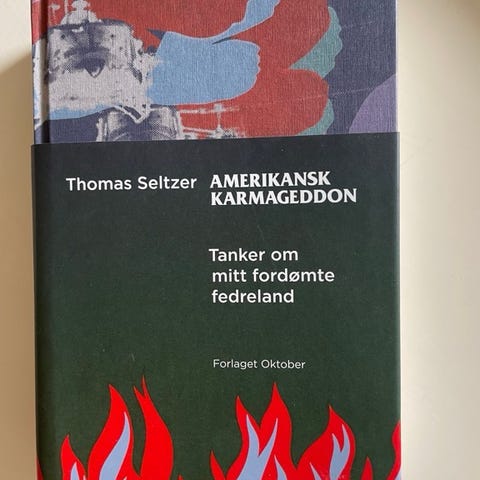 Thomas Seltzer AMERIKANSK
KARMAGEDDON
Tanker om
mitt fordømte
fedreland
Forlaget Oktober